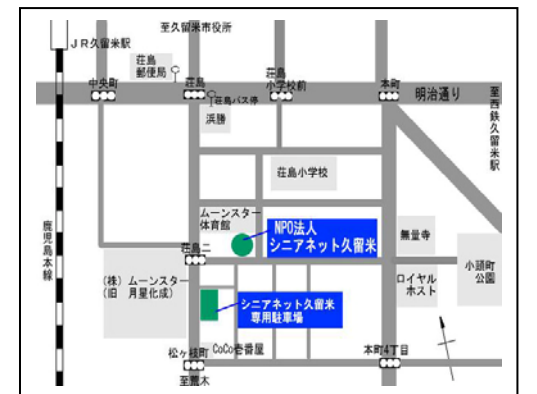 至久留米市役所
ＪＲ久留米駅
荘島
郵便局
中央町
荘島
荘島バス停
荘島
小学校前
本町
明治通り
至西鉄久留米駅
浜勝
荘島小学校
ムーンスター
体育館
NPO法人
シニアネット久留米
無量寺
鹿児島本線
荘島二
小頭町
公園
（株）ムーンスター
（旧　月星化成）
ロイヤル
ホスト
シニアネット久留米
専用駐車場
松ヶ枝町
CoCo壱番屋
本町4丁目
至荒木